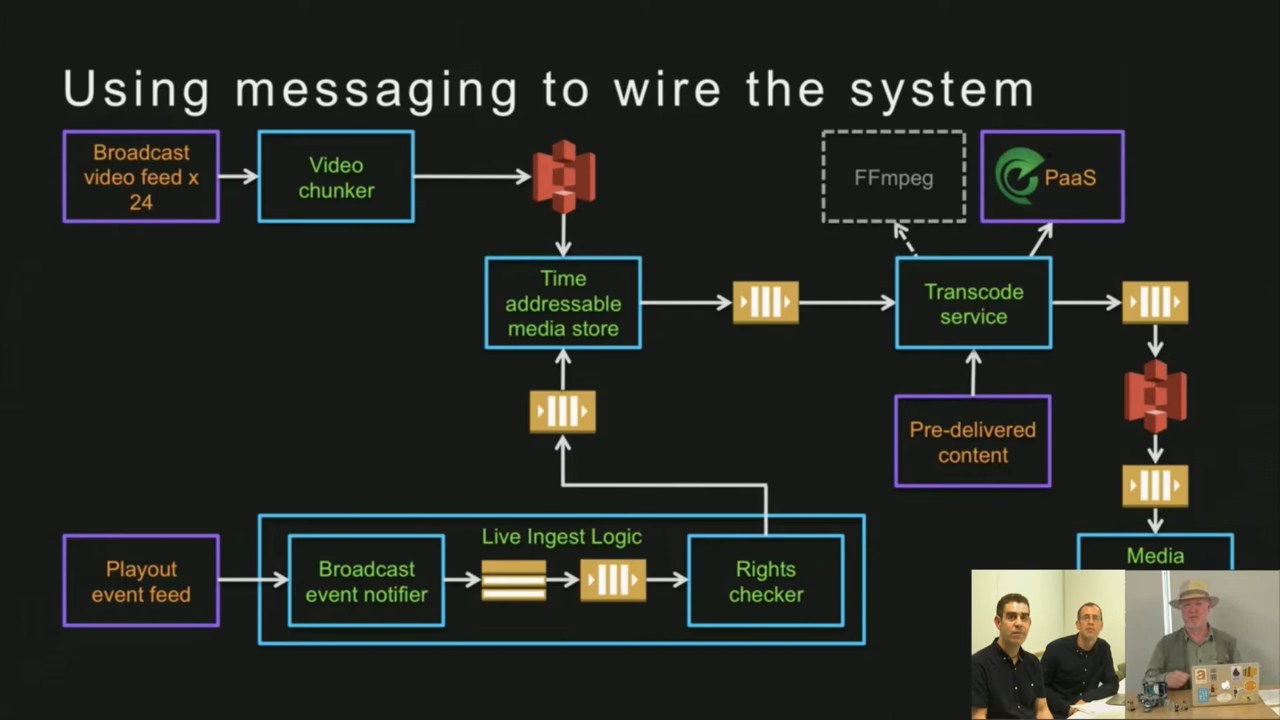 Using messaging to wire the system
Broadcast
video feed x
24
Video
chunker
FFmpeg
PaaS
Time
addressable
media store
Transcode
service
Pre-delivered
content
Playout
event feed
Live Ingest Logic
Broadcast
event notifier
Rights
checker
Media